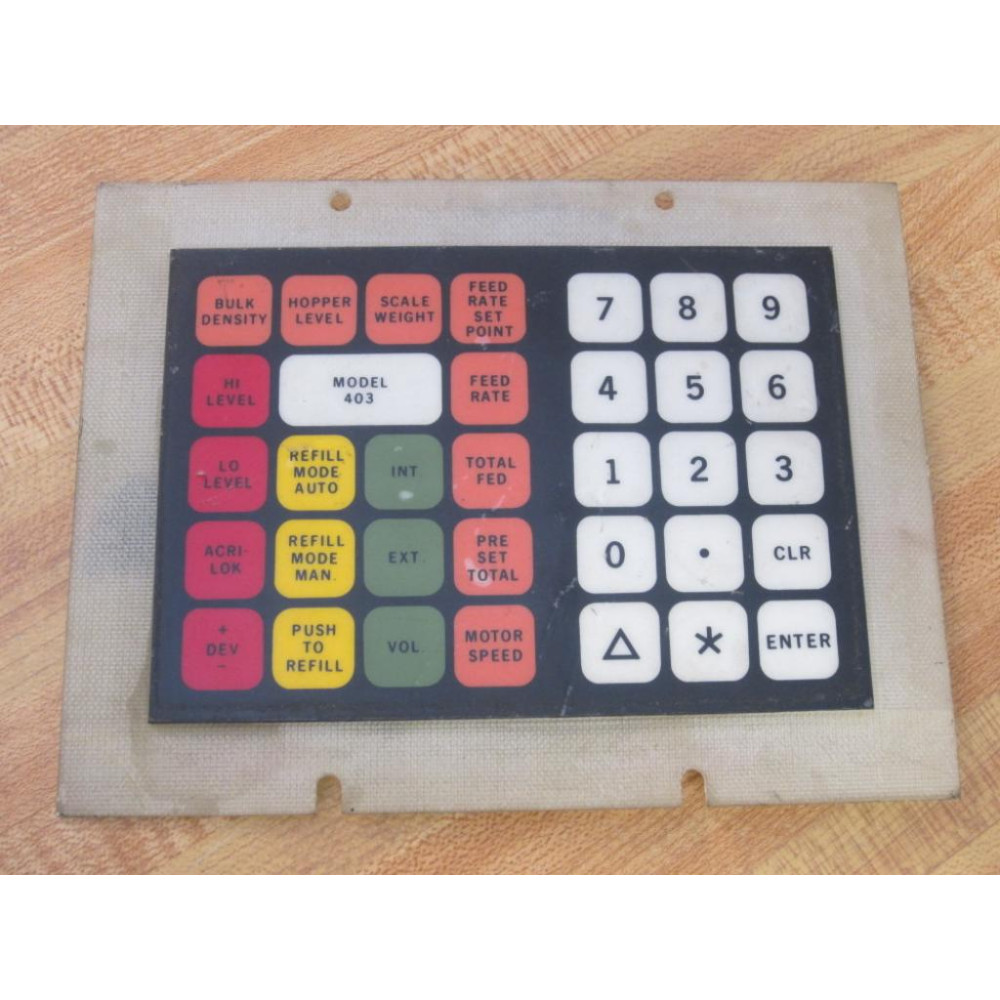 BULK
DENSITY
HOPPER
LEVEL
SCALE
WEIGHT
FEED
RATE
SET
POINT
7
8
9
HI
LEVEL
MODEL
403
FEED
RATE
4
5
6
LO
LEVEL
REFILL
MODE
AUTO
INT
TOTAL
FED
1
2
3
ACRI-
LOK
REFILL
MODE
MAN.
EXT.
PRE
SET
TOTAL
0
.
CLR
+
DEV
-
PUSH
TO
REFILL
VOL.
MOTOR
SPEED
△
*
ENTER